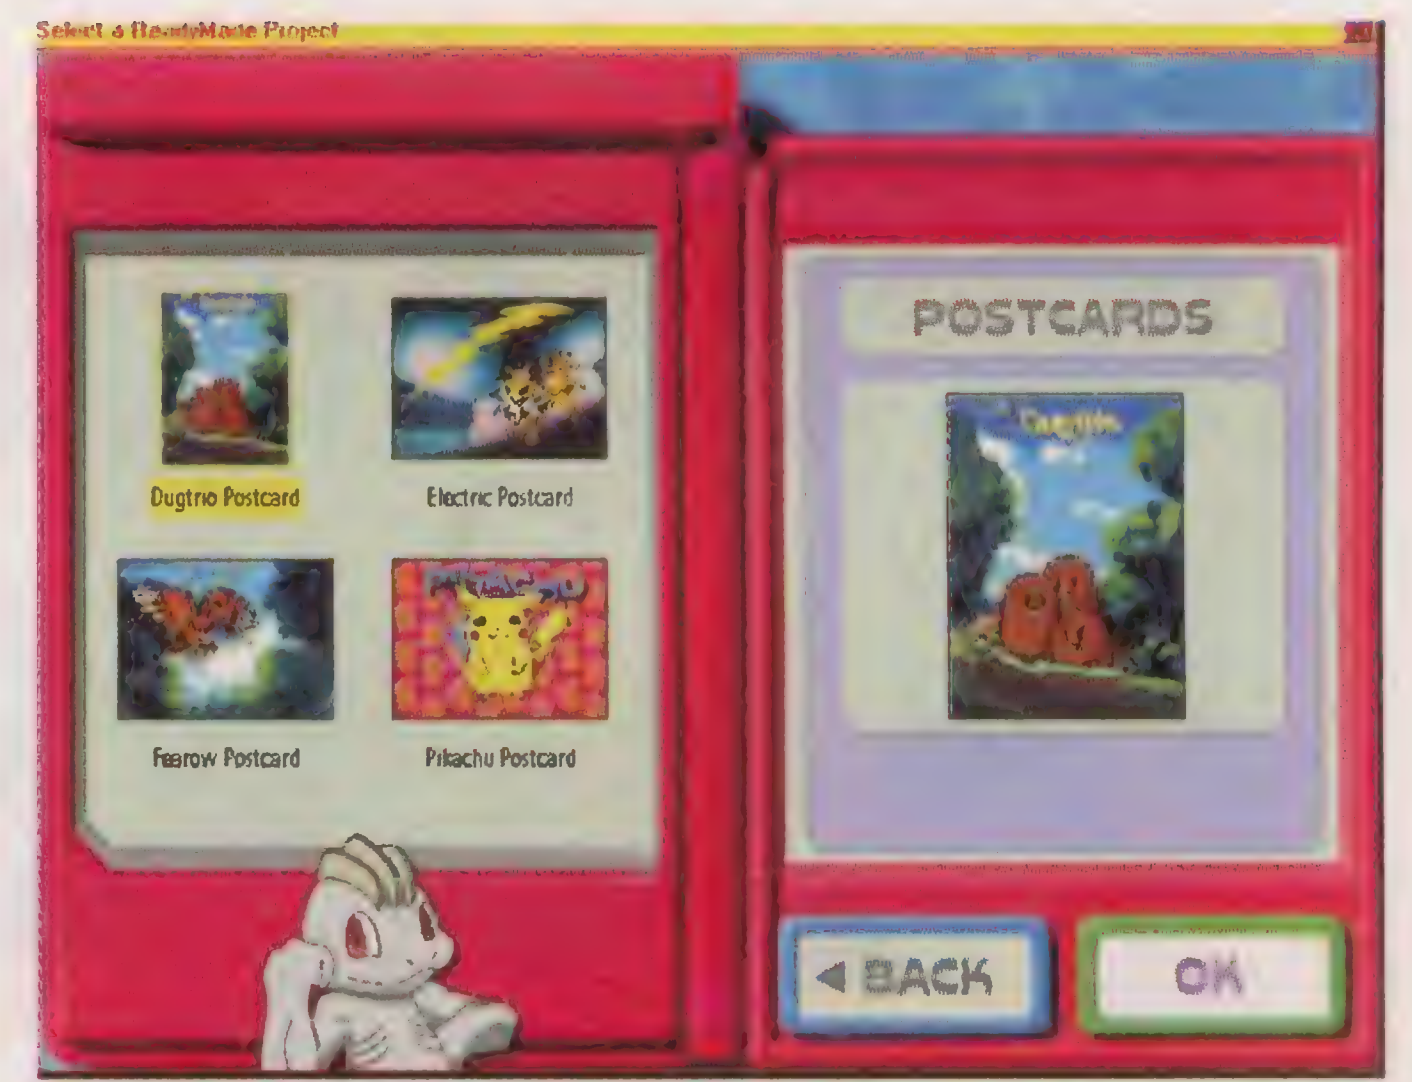 Select a ReadyMade Project
Dugtrio Postcard
Electric Postcard
Fearow Postcard
Pikachu Postcard
POSTCARDS
BACK
OK